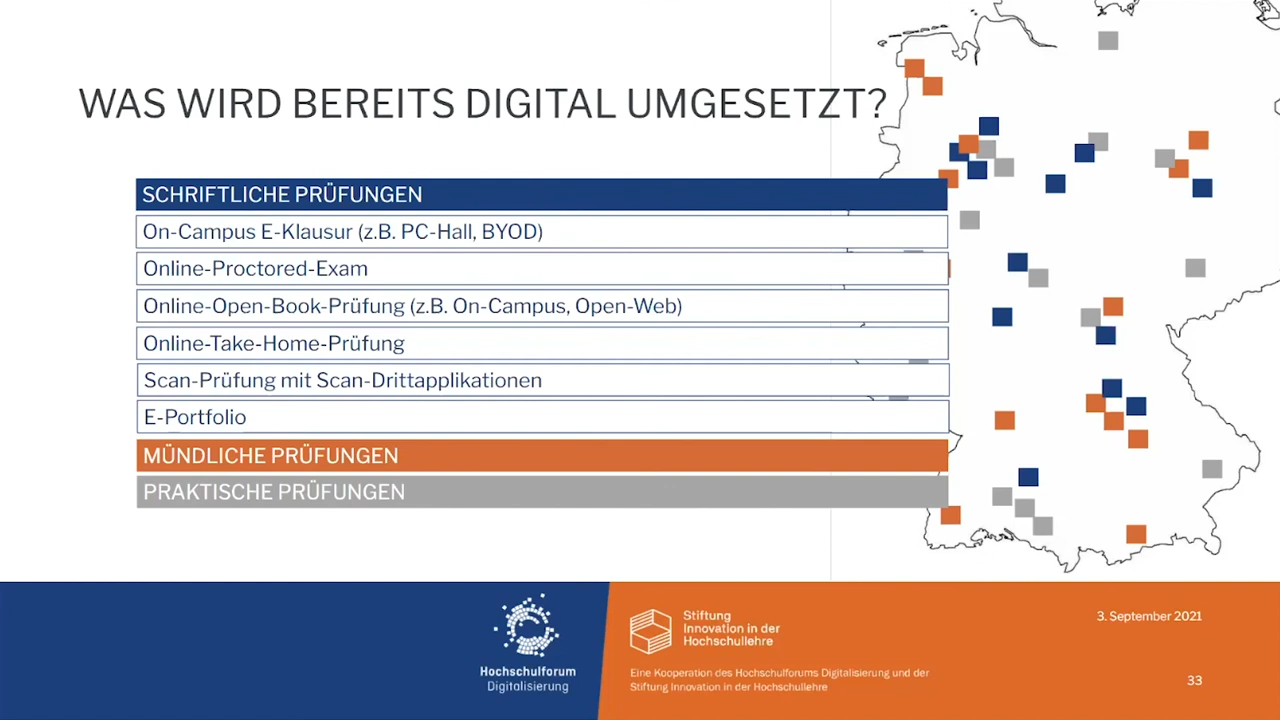 WAS WIRD BEREITS DIGITAL UMGESETZT?
SCHRIFTLICHE PRÜFUNGEN
On-Campus E-Klausur (z.B. PC-Hall, BYOD)
Online-Proctored-Exam
Online-Open-Book-Prüfung (z.B. On-Campus, Open-Web)
Online-Take-Home-Prüfung
Scan-Prüfung mit Scan-Drittapplikationen
E-Portfolio
MÜNDLICHE PRÜFUNGEN
PRAKTISCHE PRÜFUNGEN
Hochschulforum
Digitalisierung
Stiftung
Innovation in der
Hochschullehre
Eine Kooperation des Hochschulforums Digitalisierung und der
Stiftung Innovation in der Hochschullehre
3. September 2021
33